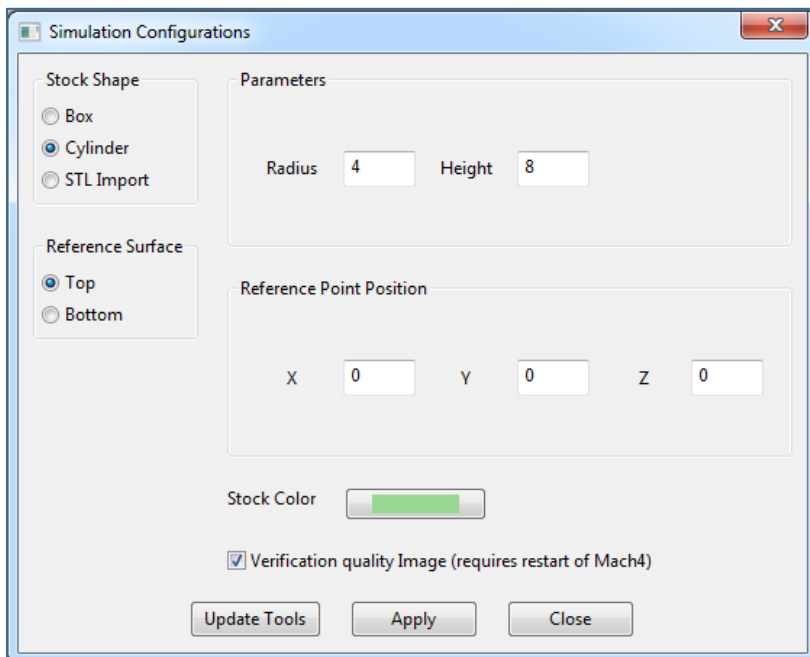 Simulation Configurations
Stock Shape
Box
Cylinder
STL Import
Parameters
Radius 4 Height 8
Reference Surface
Top
Bottom
Reference Point Position
X 0 Y 0 Z 0
Stock Color
Verification quality Image (requires restart of Mach4)
Update Tools Apply Close